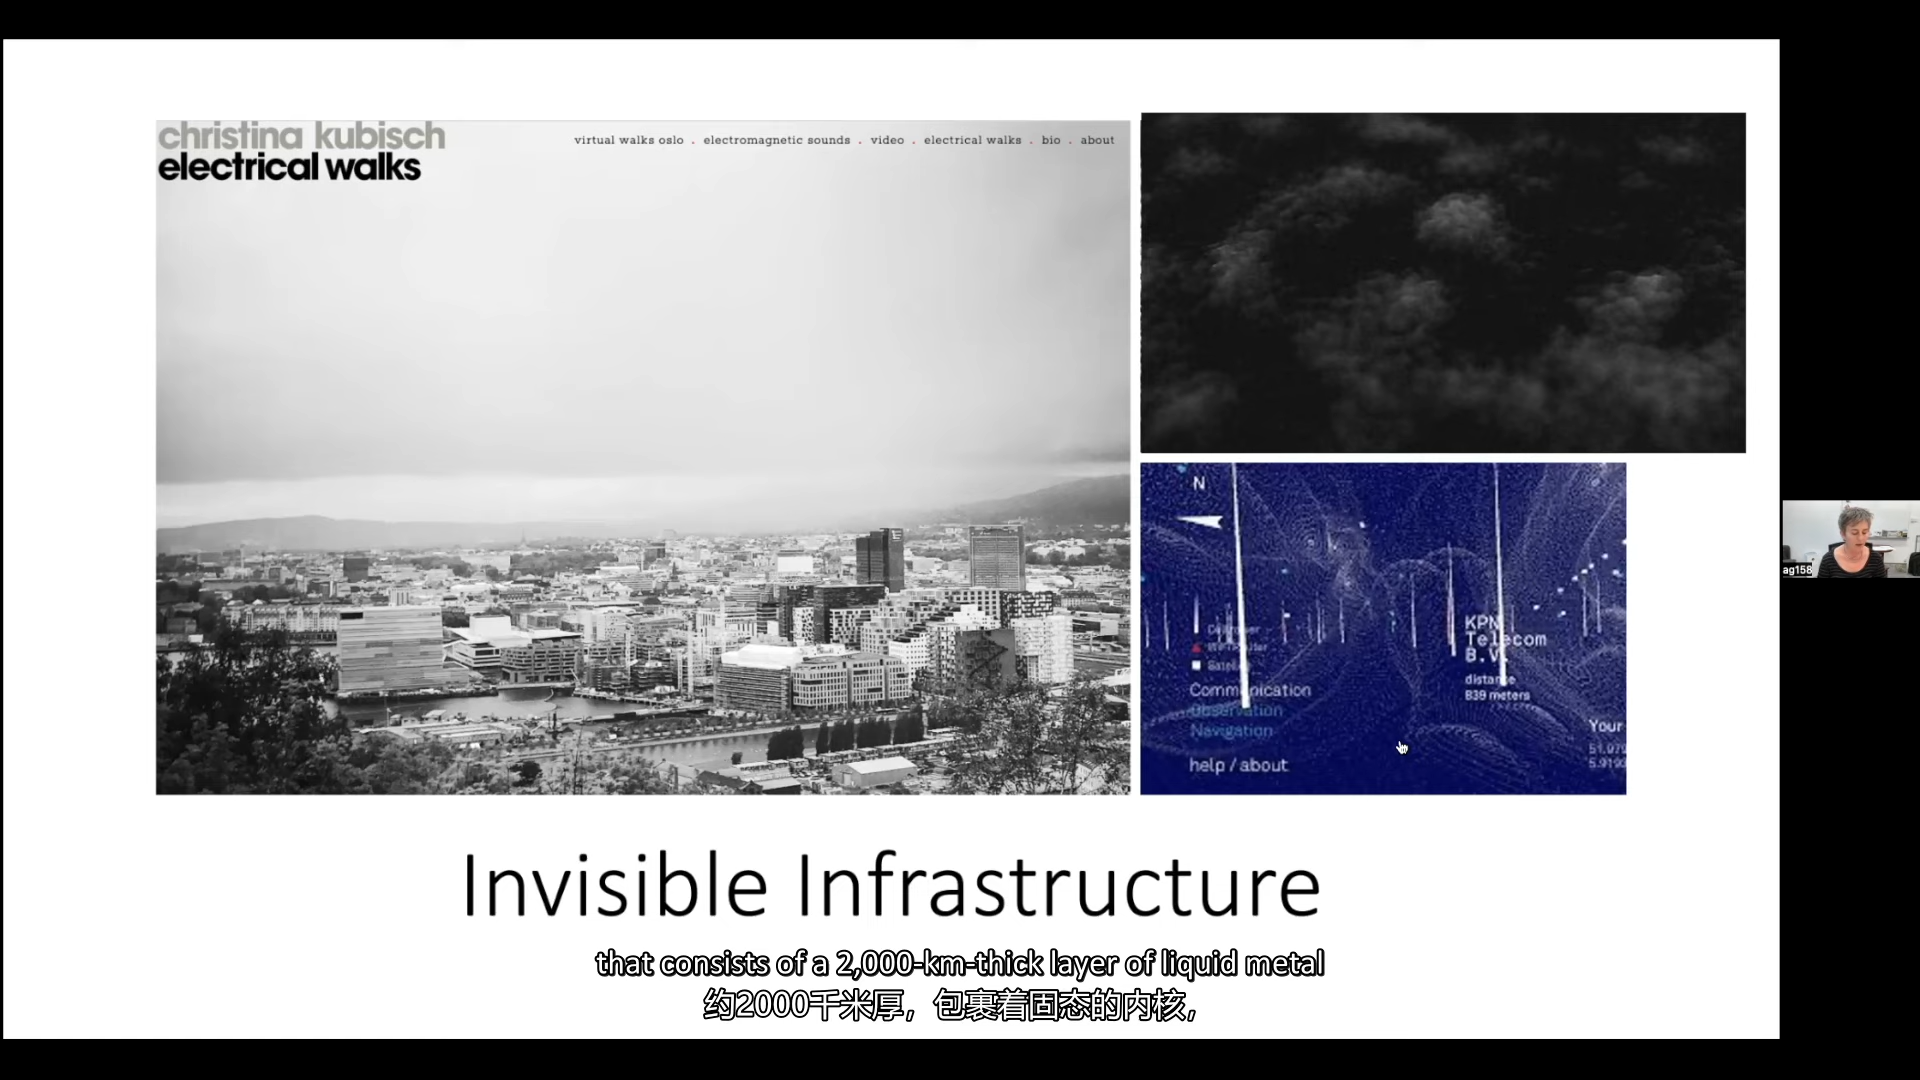 christina kubisch
electrical walks
virtual walks oslo . electromagnetic sounds . video . electrical walks . bio . about
N
KPN
Telecom
B.V.
distance
839 meters
Communication
Observation
Navigation
help / about
Your
ag158
Invisible Infrastructure
that consists of a 2,000-km-thick layer of liquid metal
约2000千米厚，包裹着固态的内核，